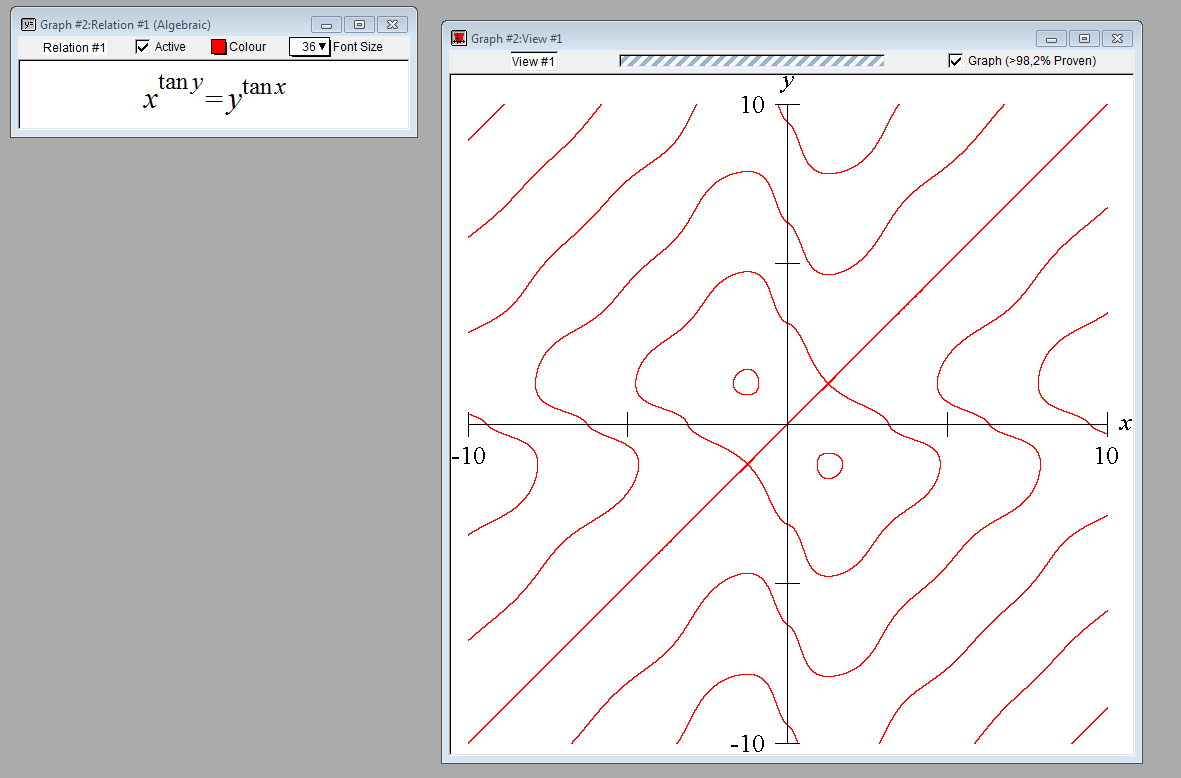 Graph #2:Relation #1 (Algebraic)
Relation #1 Active Colour 36 Font Size
x^tan y = y^tan x
Graph #2:View #1
View #1 Graph (>98,2% Proven)
y
10
x
-10 10
-10